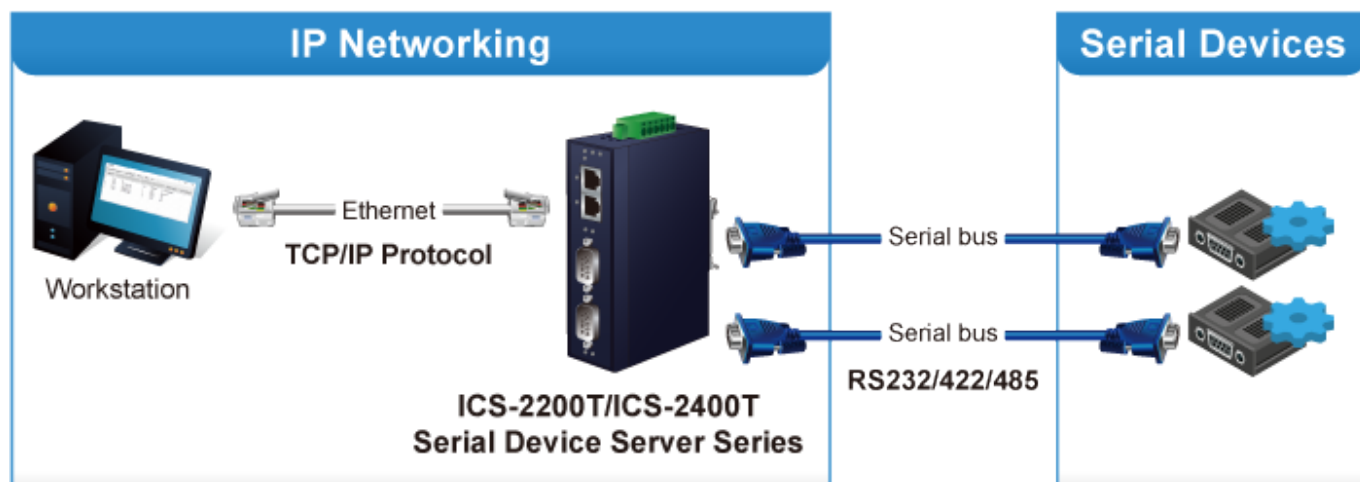 IP Networking
Serial Devices
Ethernet
TCP/IP Protocol
Workstation
Serial bus
Serial bus
RS232/422/485
ICS-2200T/ICS-2400T
Serial Device Server Series